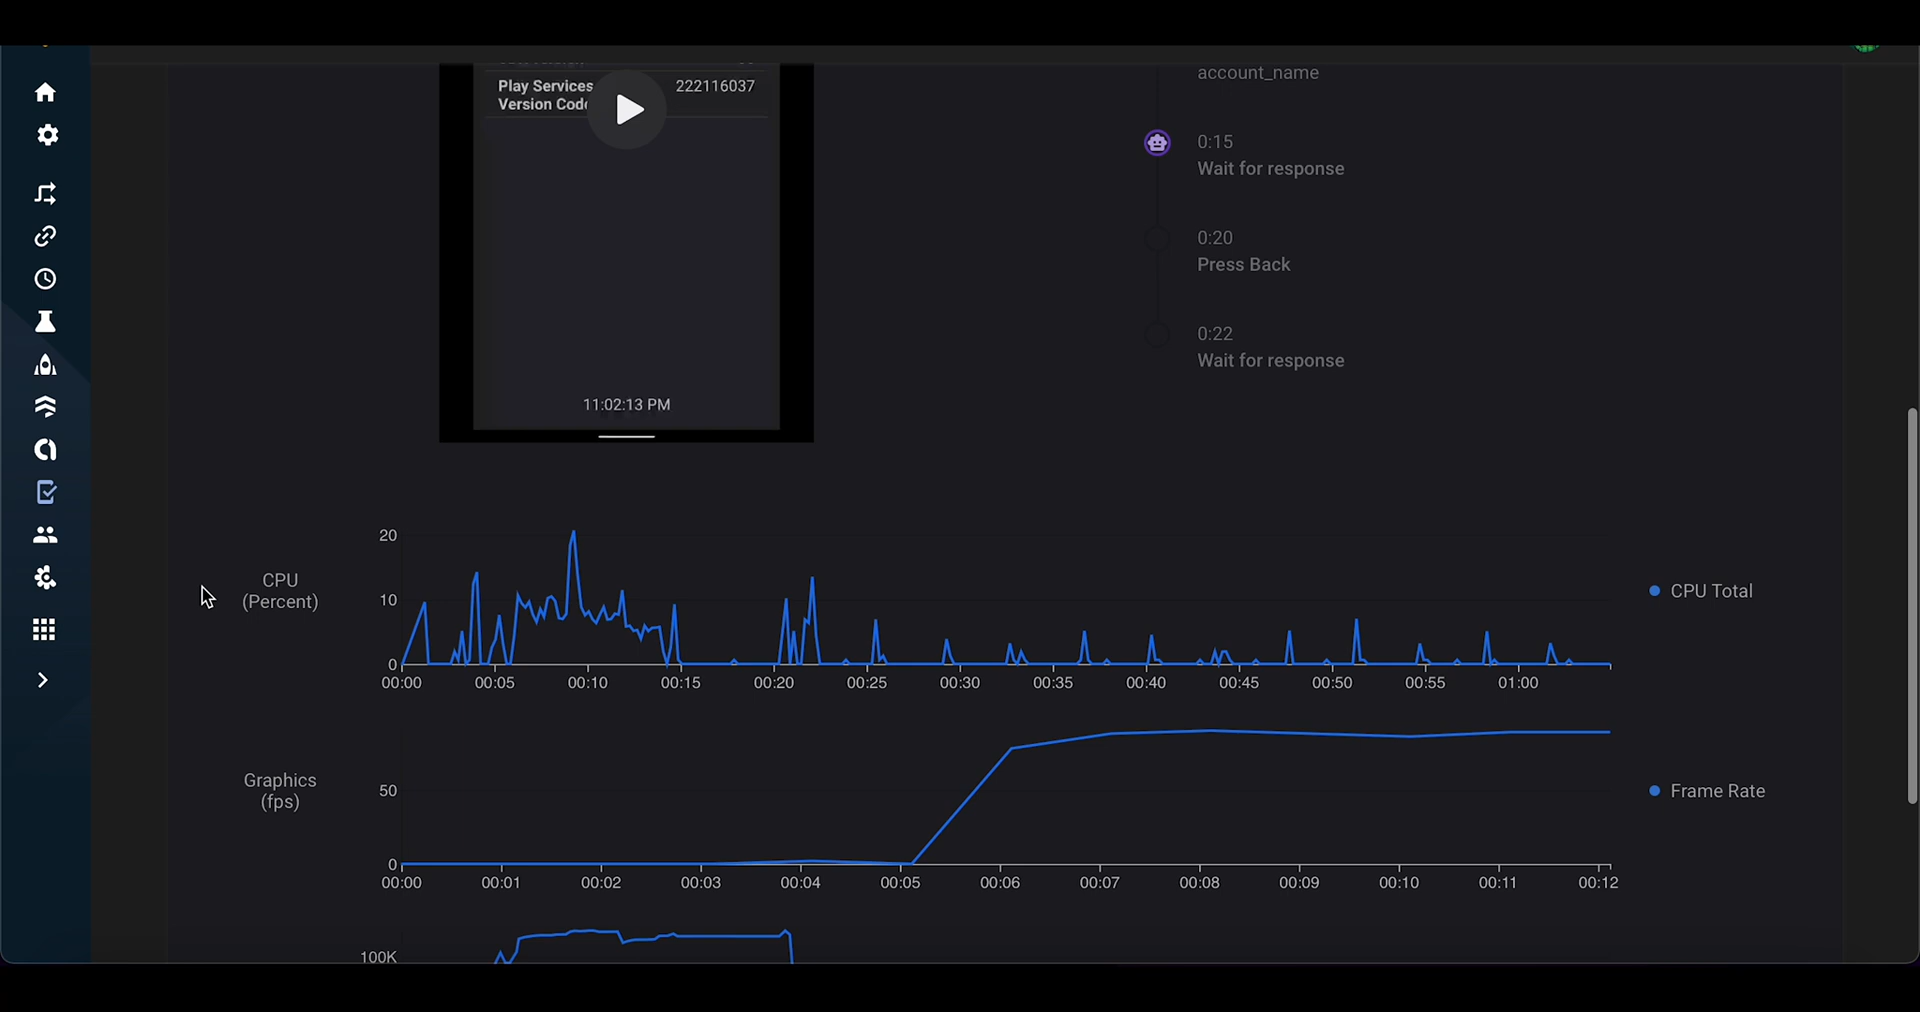 Play Services
Version Code
222116037
11:02:13 PM
account_name
0:15
Wait for response
0:20
Press Back
0:22
Wait for response
CPU
(Percent)
20
10
0
00:00 00:05 00:10 00:15 00:20 00:25 00:30 00:35 00:40 00:45 00:50 00:55 01:00
CPU Total
Graphics
(fps)
50
0
00:00 00:01 00:02 00:03 00:04 00:05 00:06 00:07 00:08 00:09 00:10 00:11 00:12
Frame Rate
100K